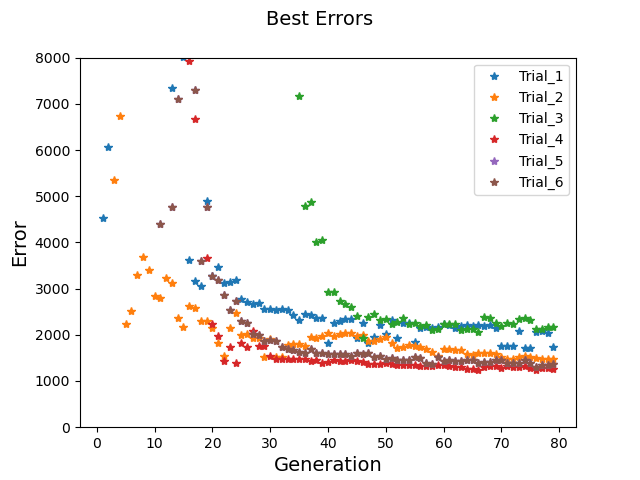 Best Errors
8000
7000
6000
5000
4000
3000
2000
1000
0
Error
Trial_1
Trial_2
Trial_3
Trial_4
Trial_5
Trial_6
0 10 20 30 40 50 60 70 80
Generation